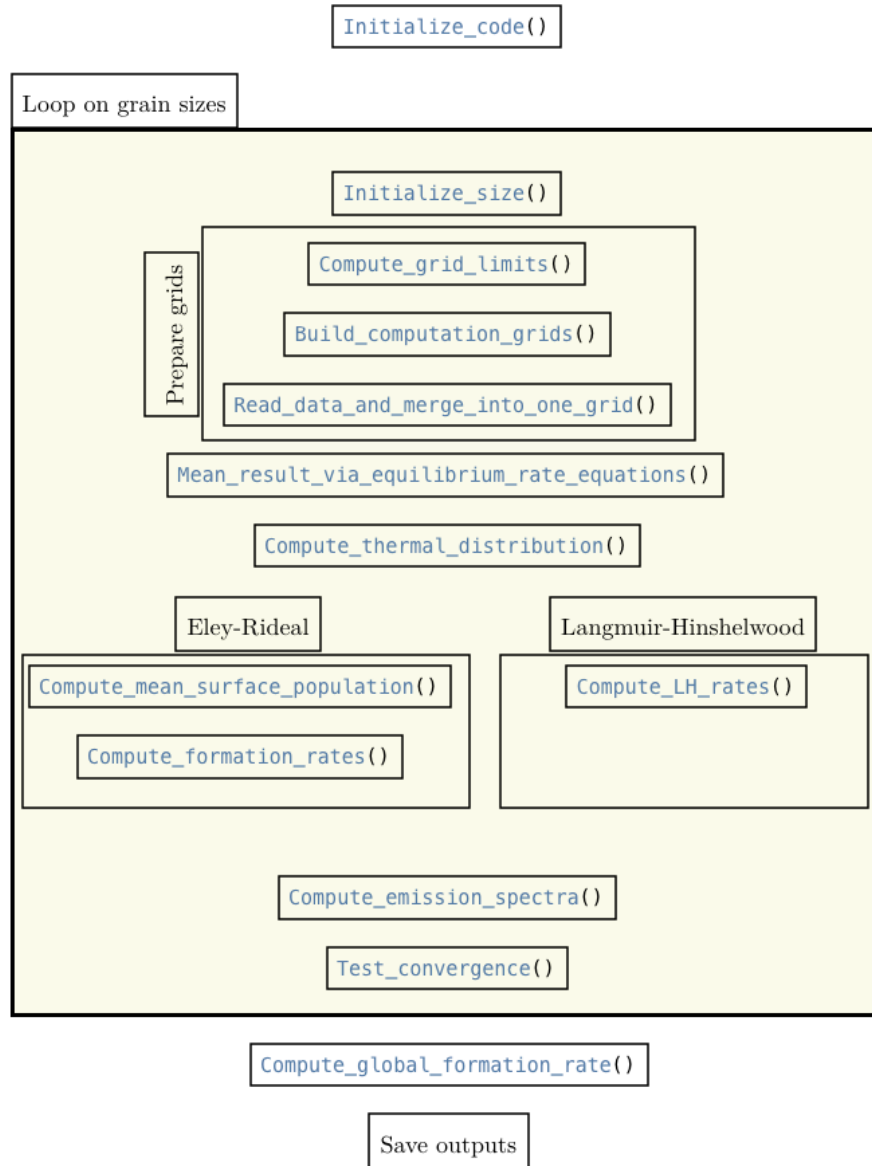 Initialize_code()
Loop on grain sizes
Initialize_size()
Prepare grids
Compute_grid_limits()
Build_computation_grids()
Read_data_and_merge_into_one_grid()
Mean_result_via_equilibrium_rate_equations()
Compute_thermal_distribution()
Eley-Rideal
Compute_mean_surface_population()
Compute_formation_rates()
Langmuir-Hinshelwood
Compute_LH_rates()
Compute_emission_spectra()
Test_convergence()
Compute_global_formation_rate()
Save outputs